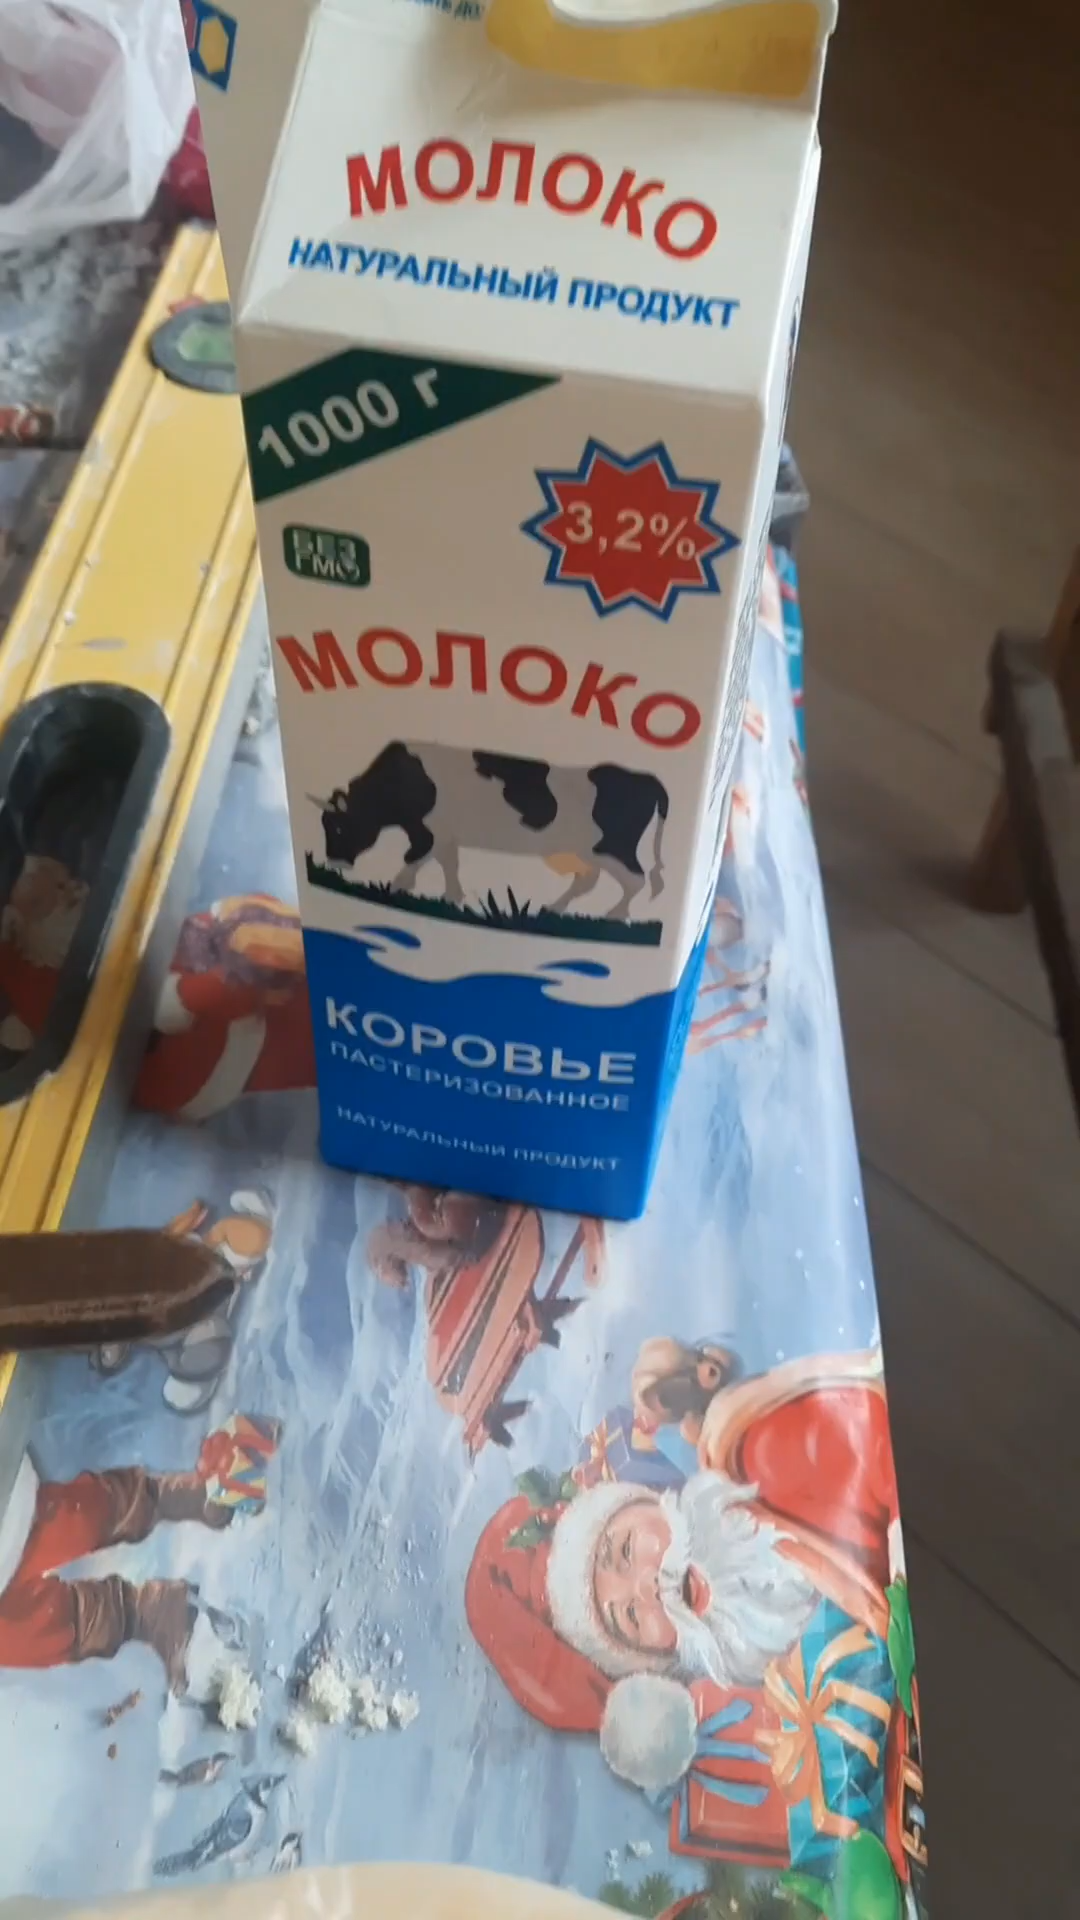 МОЛОКО
НАТУРАЛЬНЫЙ ПРОДУКТ
1000 г
3,2%
БЕЗ
ГМО
МОЛОКО
КОРОВЬЕ
ПАСТЕРИЗОВАННОЕ
НАТУРАЛЬНЫЙ ПРОДУКТ